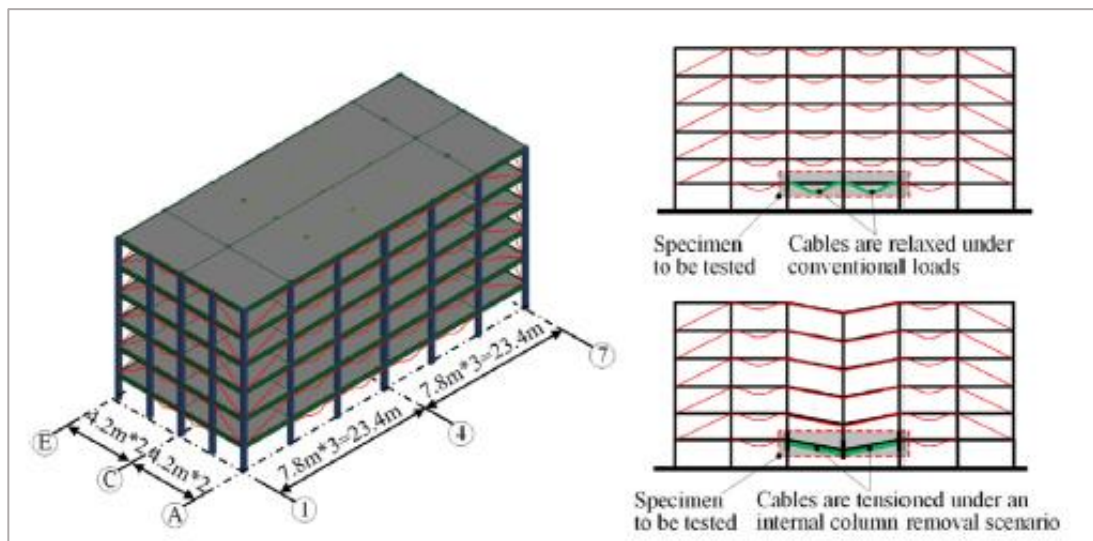 E
4.2m*2
C
4.2m*2
A
1
7.8m*3=23.4m
4
7.8m*3=23.4m
7
Specimen
to be tested
Cables are relaxed under
conventionall loads
Specimen
to be tested
Cables are tensioned under an
internal column removal scenario